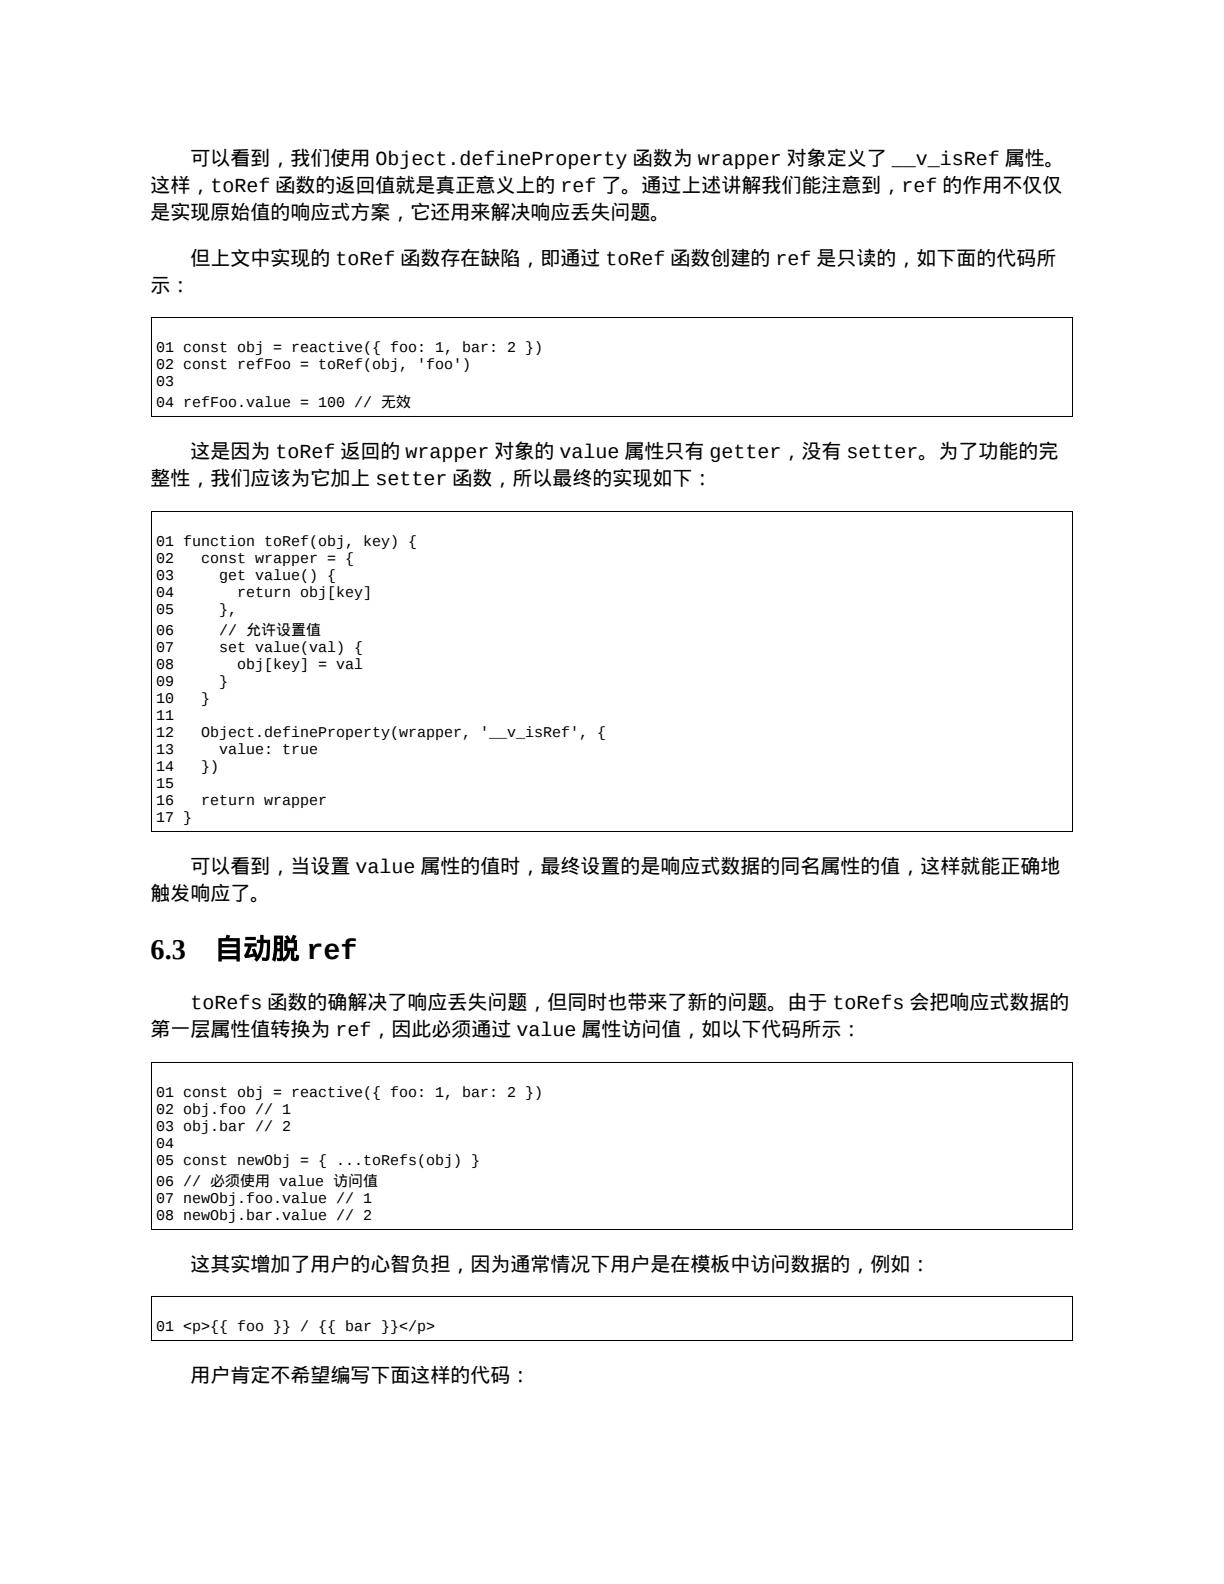 可以看到，我们使用 Object.defineProperty 函数为 wrapper 对象定义了 __v_isRef 属性。
这样，toRef 函数的返回值就是真正意义上的 ref 了。通过上述讲解我们能注意到，ref 的作用不仅仅
是实现原始值的响应式方案，它还用来解决响应丢失问题。
但上文中实现的 toRef 函数存在缺陷，即通过 toRef 函数创建的 ref 是只读的，如下面的代码所
示：
01 const obj = reactive({ foo: 1, bar: 2 })
02 const refFoo = toRef(obj, 'foo')
03
04 refFoo.value = 100 // 无效
这是因为 toRef 返回的 wrapper 对象的 value 属性只有 getter，没有 setter。为了功能的完
整性，我们应该为它加上 setter 函数，所以最终的实现如下：
01 function toRef(obj, key) {
02   const wrapper = {
03     get value() {
04       return obj[key]
05     },
06     // 允许设置值
07     set value(val) {
08       obj[key] = val
09     }
10   }
11
12   Object.defineProperty(wrapper, '__v_isRef', {
13     value: true
14   })
15
16   return wrapper
17 }
可以看到，当设置 value 属性的值时，最终设置的是响应式数据的同名属性的值，这样就能正确地
触发响应了。
6.3 自动脱 ref
toRefs 函数的确解决了响应丢失问题，但同时也带来了新的问题。由于 toRefs 会把响应式数据的
第一层属性值转换为 ref，因此必须通过 value 属性访问值，如以下代码所示：
01 const obj = reactive({ foo: 1, bar: 2 })
02 obj.foo // 1
03 obj.bar // 2
04
05 const newObj = { ...toRefs(obj) }
06 // 必须使用 value 访问值
07 newObj.foo.value // 1
08 newObj.bar.value // 2
这其实增加了用户的心智负担，因为通常情况下用户是在模板中访问数据的，例如：
01 <p>{{ foo }} / {{ bar }}</p>
用户肯定不希望编写下面这样的代码：